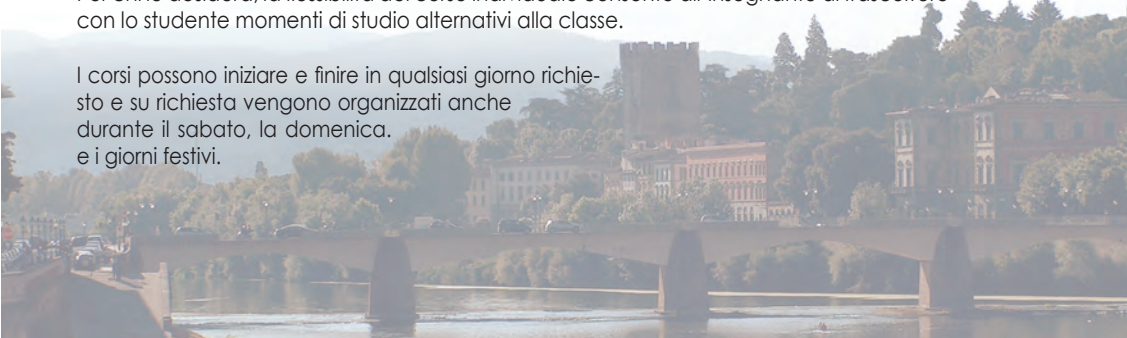 con lo studente momenti di studio alternativi alla classe.
I corsi possono iniziare e finire in qualsiasi giorno richie-
sto e su richiesta vengono organizzati anche
durante il sabato, la domenica.
e i giorni festivi.